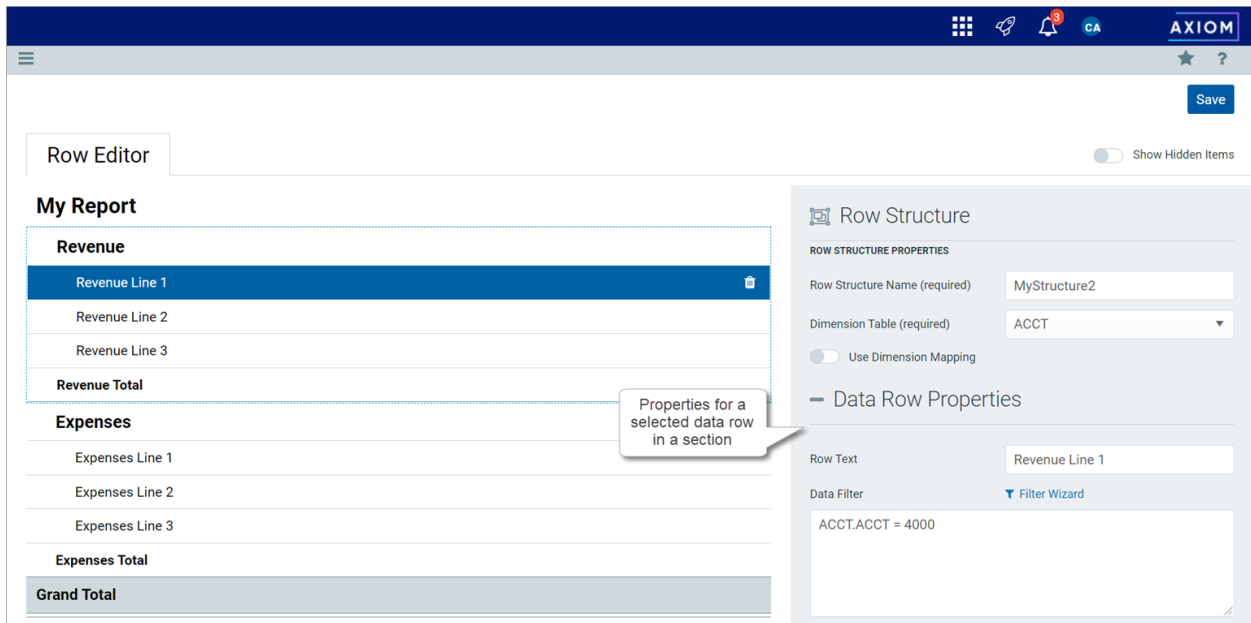 3
CA
AXIOM
?
Save
Row Editor
Show Hidden Items
My Report
Revenue
Revenue Line 1
Revenue Line 2
Revenue Line 3
Revenue Total
Expenses
Expenses Line 1
Expenses Line 2
Expenses Line 3
Expenses Total
Grand Total
Properties for a
selected data row
in a section
Row Structure
ROW STRUCTURE PROPERTIES
Row Structure Name (required) MyStructure2
Dimension Table (required) ACCT
Use Dimension Mapping
Data Row Properties
Row Text Revenue Line 1
Data Filter Filter Wizard
ACCT.ACCT = 4000